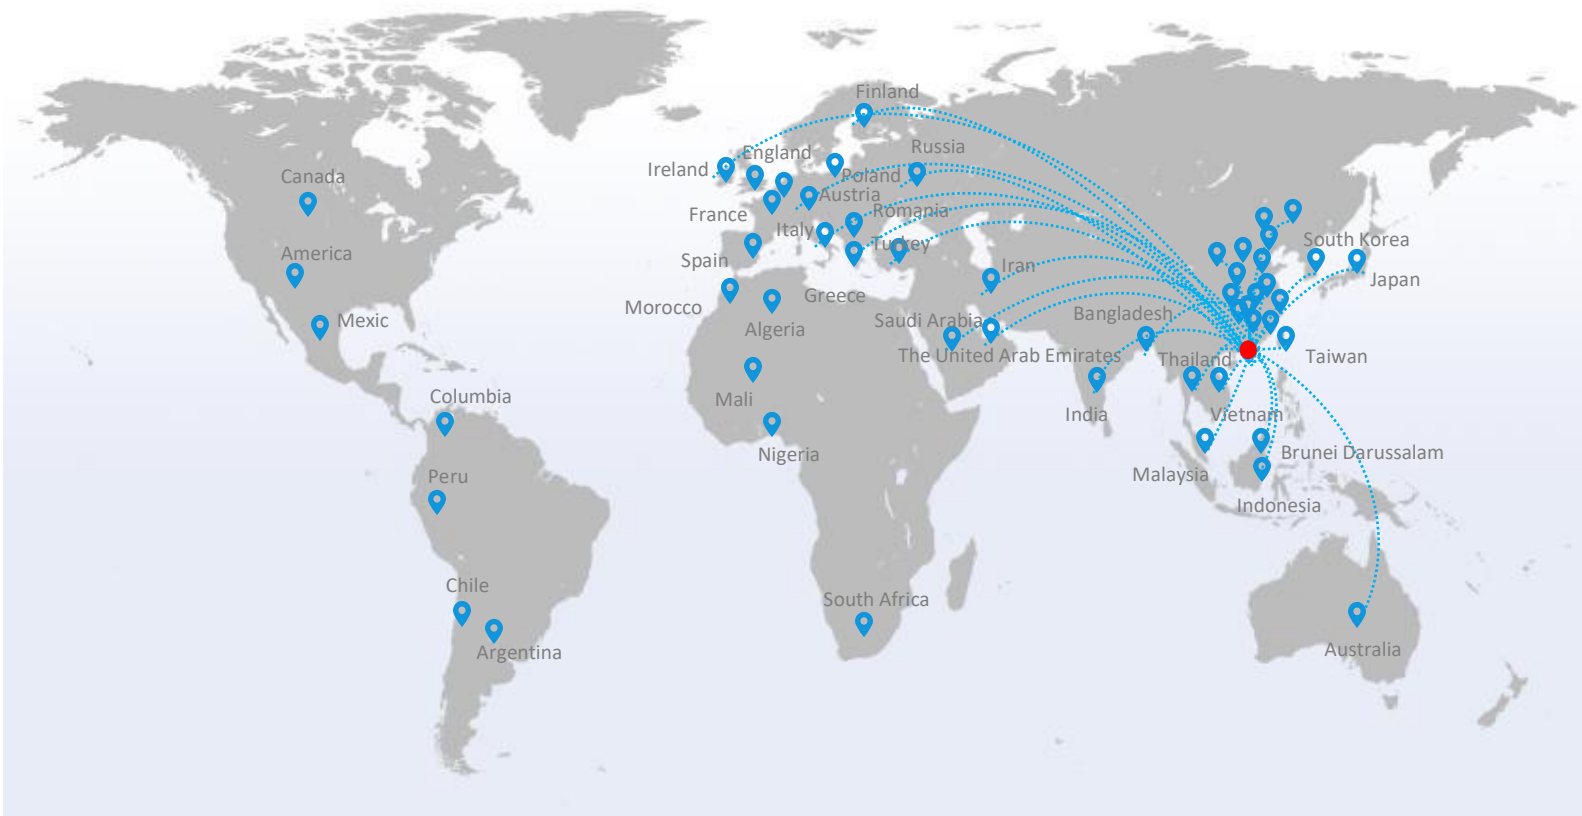 Finland
England
Russia
Ireland
Poland
Canada
Austria
France
Romania
Italy
South Korea
Turkey
America
Spain
Iran
Japan
Greece
Morocco
Bangladesh
Saudi Arabia
Mexic
Algeria
The United Arab Emirates
Thailand
Taiwan
Columbia
Mali
India
Vietnam
Nigeria
Brunei Darussalam
Peru
Malaysia
Indonesia
Chile
South Africa
Argentina
Australia